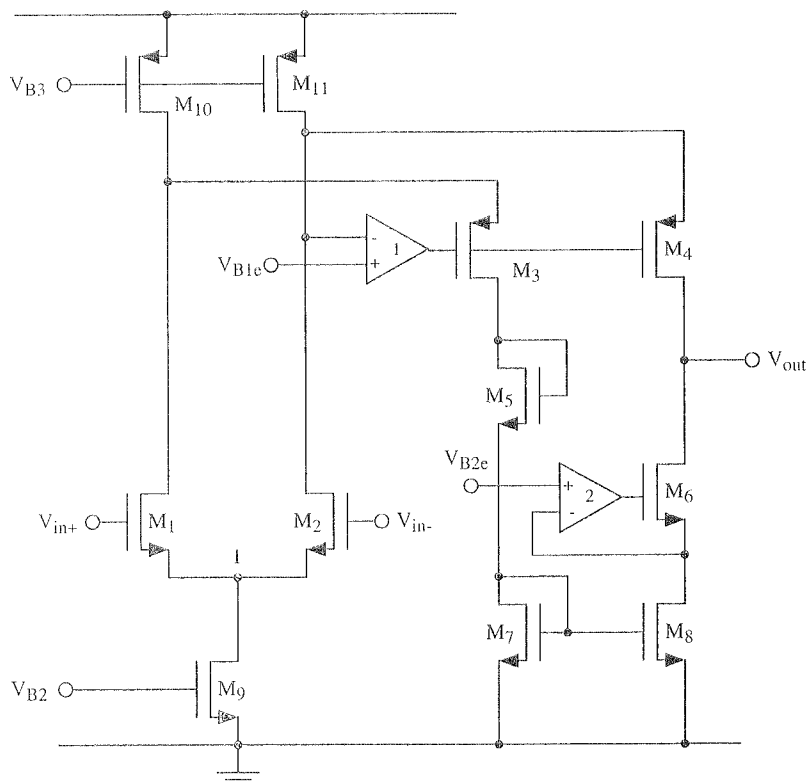 V_B3
M_10
M_11
V_B1e
-
+
1
M_3
M_4
V_out
M_5
V_B2e
+
-
2
M_6
V_in+
M_1
M_2
V_in-
1
M_7
M_8
V_B2
M_9